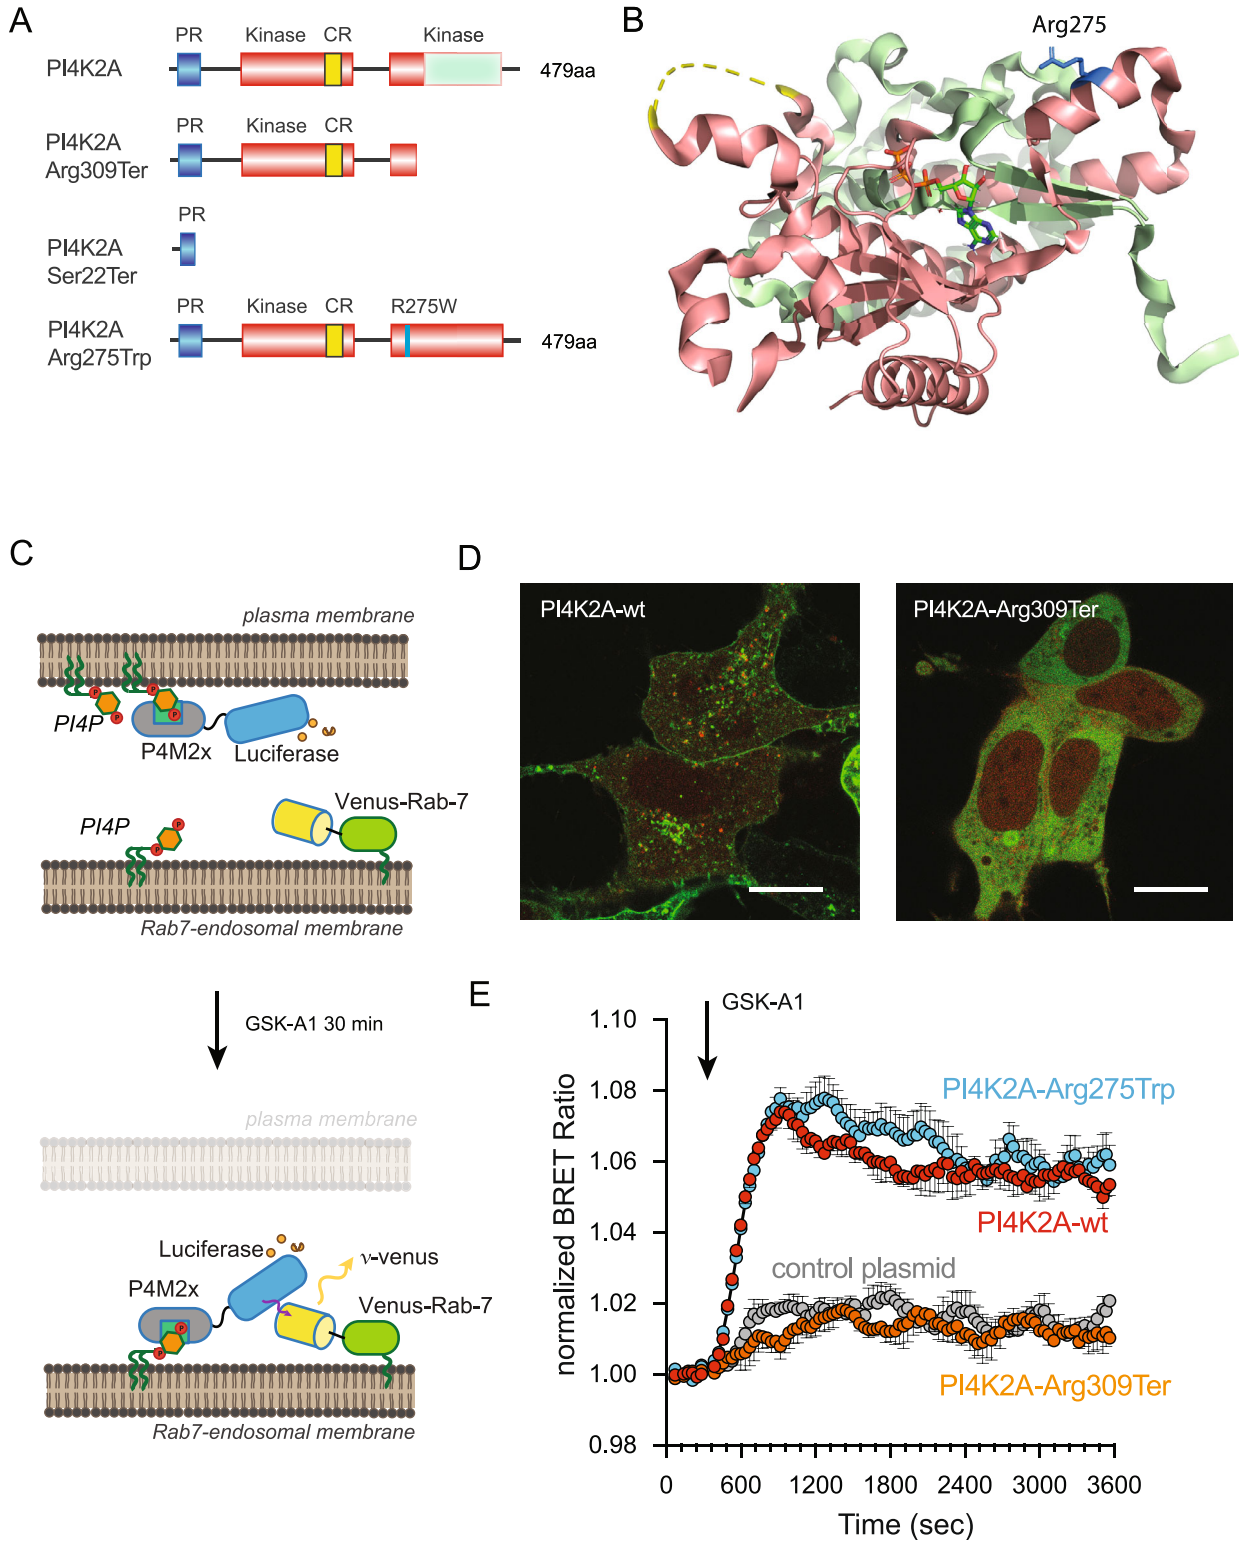 A
PR
Kinase
CR
Kinase
PI4K2A
479aa
PR
Kinase
CR
PI4K2A
Arg309Ter
PR
PI4K2A
Ser22Ter
PR
Kinase
CR
R275W
PI4K2A
Arg275Trp
479aa
B
Arg275
C
plasma membrane
P
P
P
P
PI4P
P4M2x
Luciferase
Venus-Rab-7
PI4P
P
P
Rab7-endosomal membrane
GSK-A1 30 min
plasma membrane
Luciferase
ν-venus
P4M2x
Venus-Rab-7
P
P
Rab7-endosomal membrane
D
PI4K2A-wt
PI4K2A-Arg309Ter
E
GSK-A1
normalized BRET Ratio
1.10
1.08
1.06
1.04
1.02
1.00
0.98
PI4K2A-Arg275Trp
PI4K2A-wt
control plasmid
PI4K2A-Arg309Ter
0
600
1200
1800
2400
3000
3600
Time (sec)